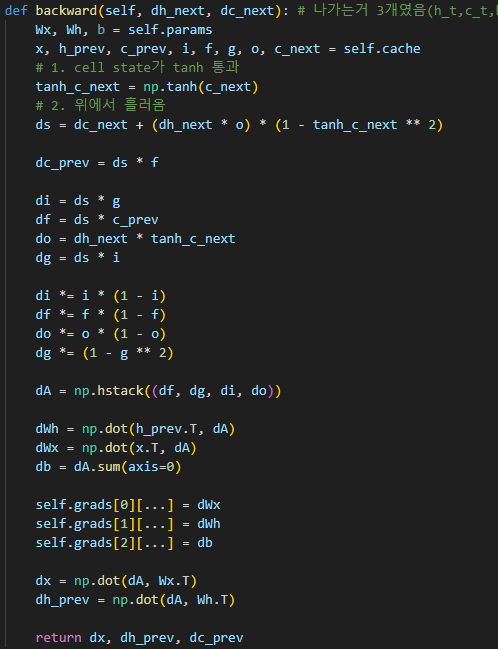 def backward(self, dh_next, dc_next): # 나가는거 3개였음(h_t,c_t,
    Wx, Wh, b = self.params
    x, h_prev, c_prev, i, f, g, o, c_next = self.cache
    # 1. cell state가 tanh 통과
    tanh_c_next = np.tanh(c_next)
    # 2. 위에서 흘러옴
    ds = dc_next + (dh_next * o) * (1 - tanh_c_next ** 2)

    dc_prev = ds * f

    di = ds * g
    df = ds * c_prev
    do = dh_next * tanh_c_next
    dg = ds * i

    di *= i * (1 - i)
    df *= f * (1 - f)
    do *= o * (1 - o)
    dg *= (1 - g ** 2)

    dA = np.hstack((df, dg, di, do))

    dWh = np.dot(h_prev.T, dA)
    dWx = np.dot(x.T, dA)
    db = dA.sum(axis=0)

    self.grads[0][...] = dWx
    self.grads[1][...] = dWh
    self.grads[2][...] = db

    dx = np.dot(dA, Wx.T)
    dh_prev = np.dot(dA, Wh.T)

    return dx, dh_prev, dc_prev